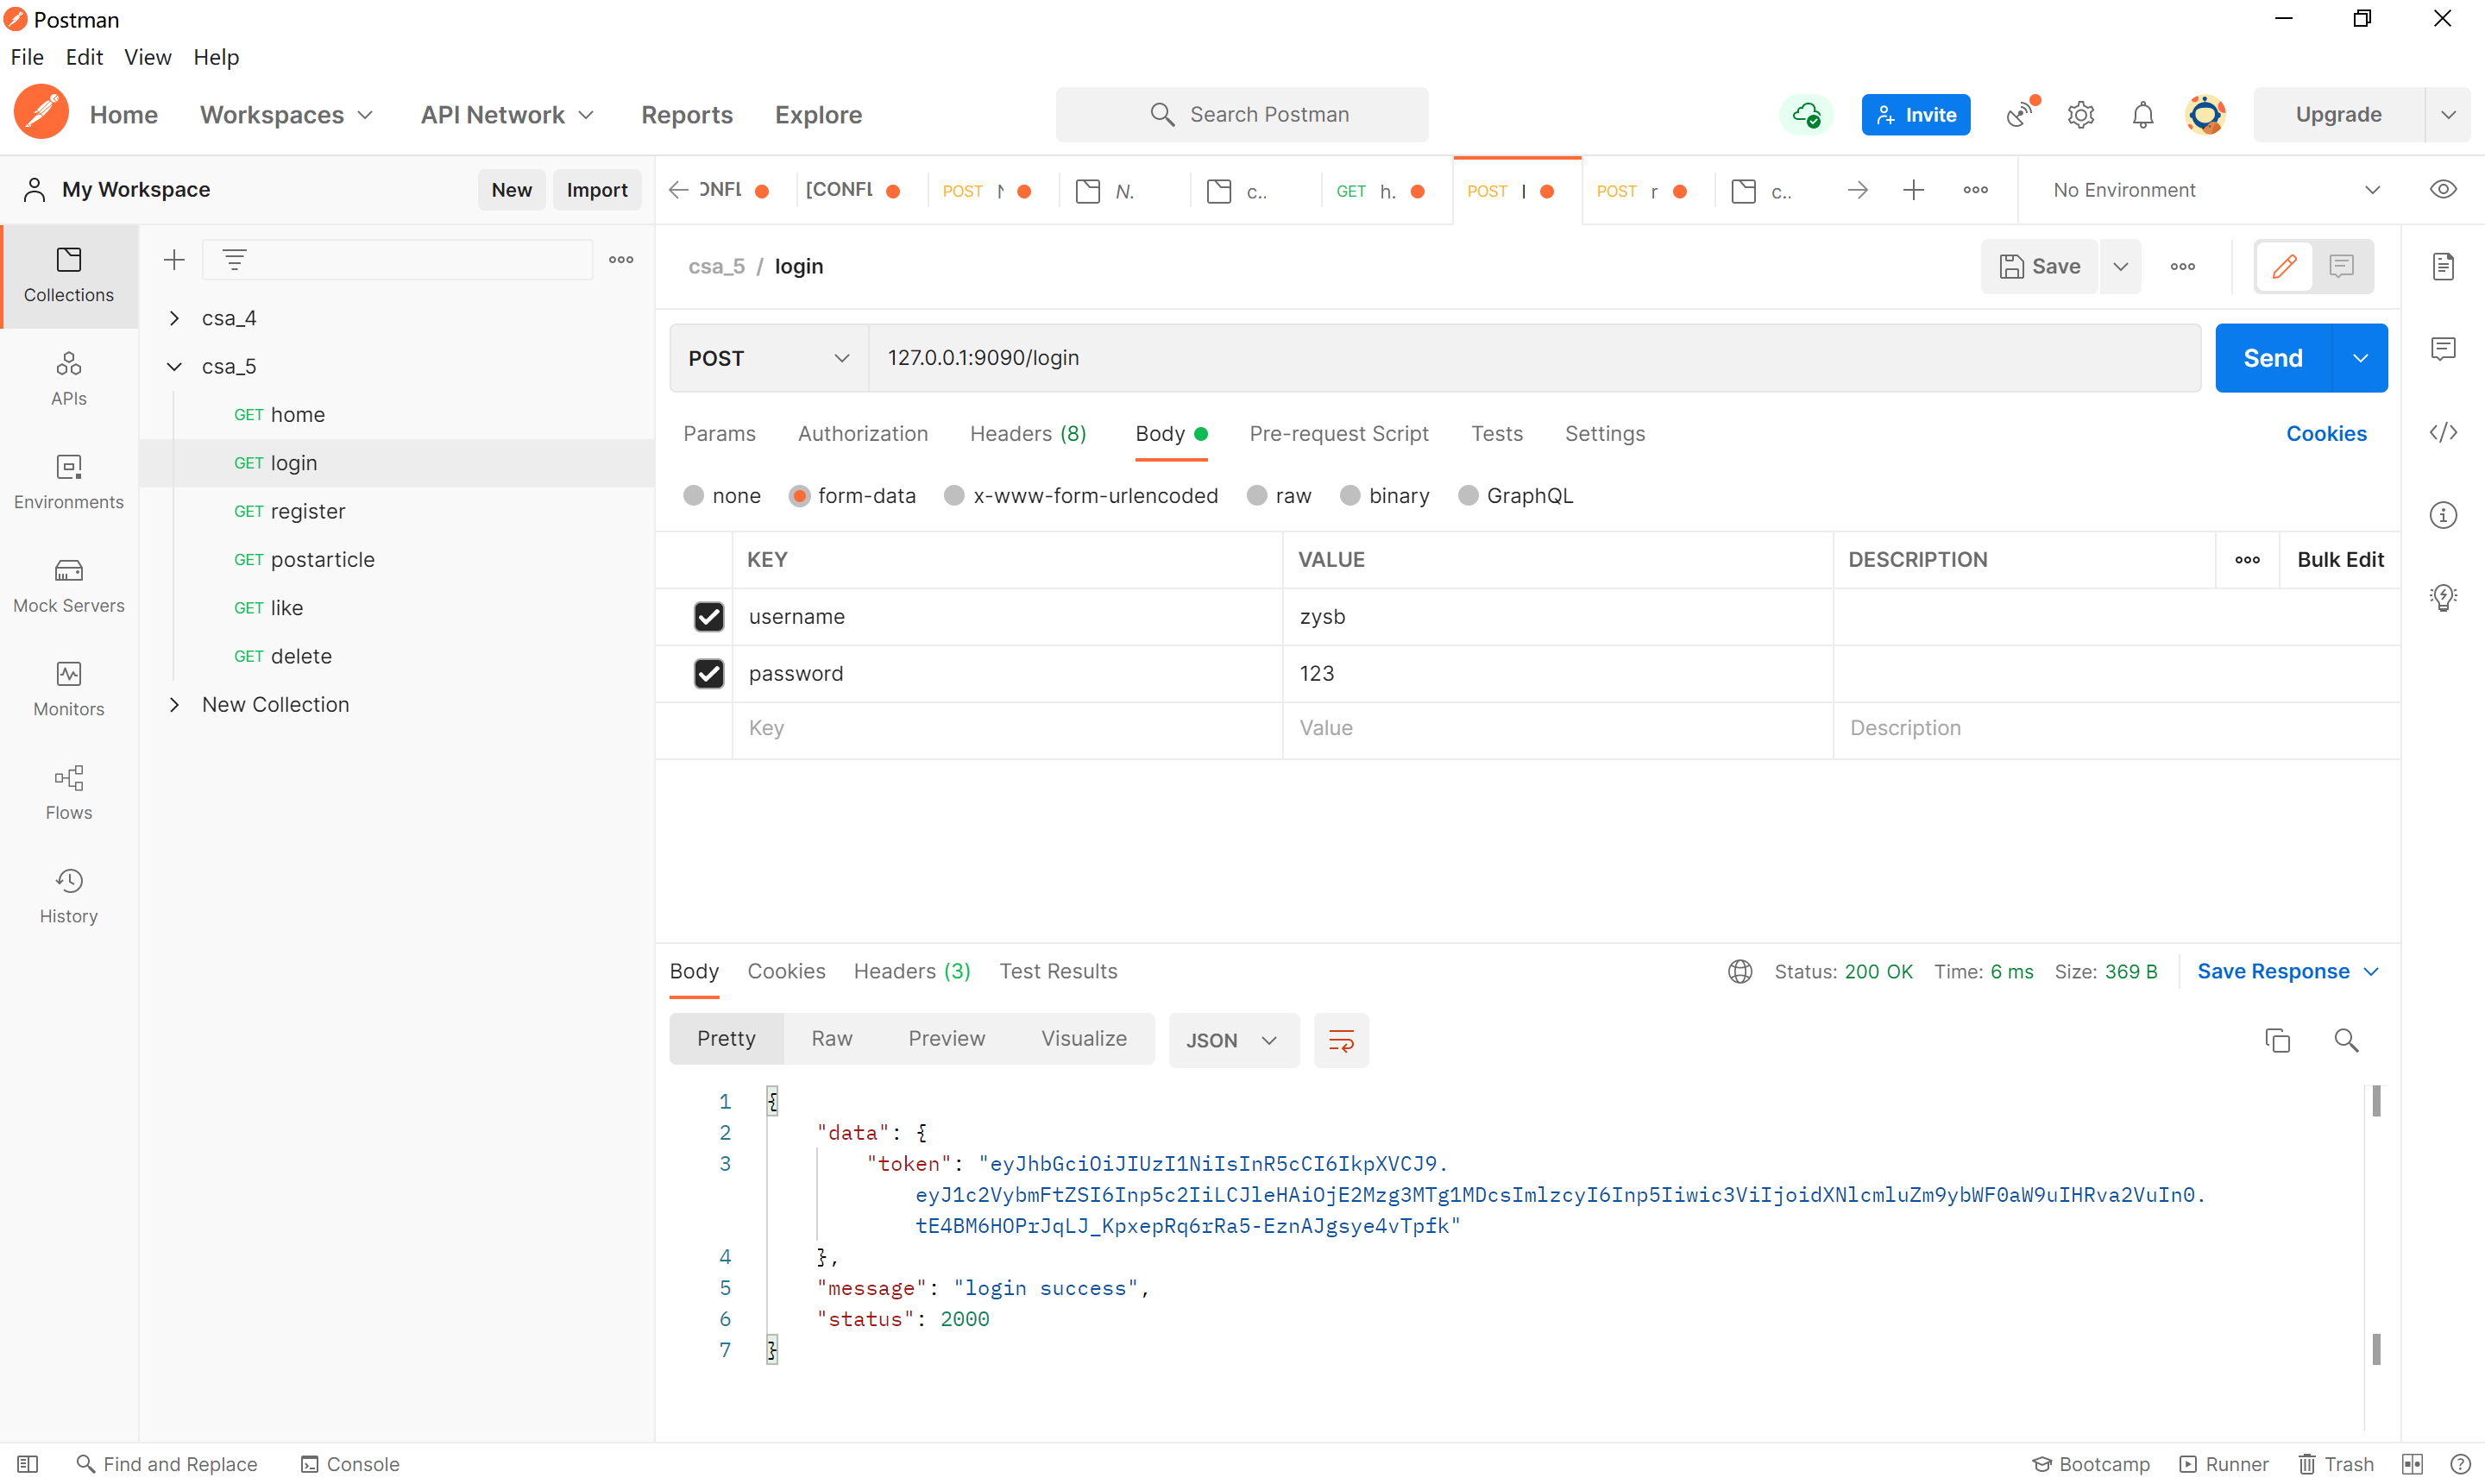 Postman
File Edit View Help
Home Workspaces API Network Reports Explore Search Postman Invite Upgrade
My Workspace New Import
ONFL [CONFL POST N N. c.. GET h. POST l POST r c.. No Environment
Collections
APIs
Environments
Mock Servers
Monitors
Flows
History
csa_4
csa_5
GET home
GET login
GET register
GET postarticle
GET like
GET delete
New Collection
csa_5 / login Save
POST 127.0.0.1:9090/login Send
Params Authorization Headers (8) Body Pre-request Script Tests Settings Cookies
none form-data x-www-form-urlencoded raw binary GraphQL
KEY VALUE DESCRIPTION Bulk Edit
username zysb
password 123
Key Value Description
Body Cookies Headers (3) Test Results Status: 200 OK Time: 6 ms Size: 369 B Save Response
Pretty Raw Preview Visualize JSON
1 {
2 "data": {
3 "token": "eyJhbGciOiJIUzI1NiIsInR5cCI6IkpXVCJ9.
eyJ1c2VybmFtZSI6Inp5c2IiLCJleHAiOjE2Mzg3MTg1MDcsImlzcyI6Inp5Iiwic3ViIjoidXNlcmluZm9ybWF0aW9uIHRva2VuIn0.
tE4BM6HOPrJqLJ_KpxepRq6rRa5-EznAJgsye4vTpfk"
4 },
5 "message": "login success",
6 "status": 2000
7 }
Find and Replace Console Bootcamp Runner Trash